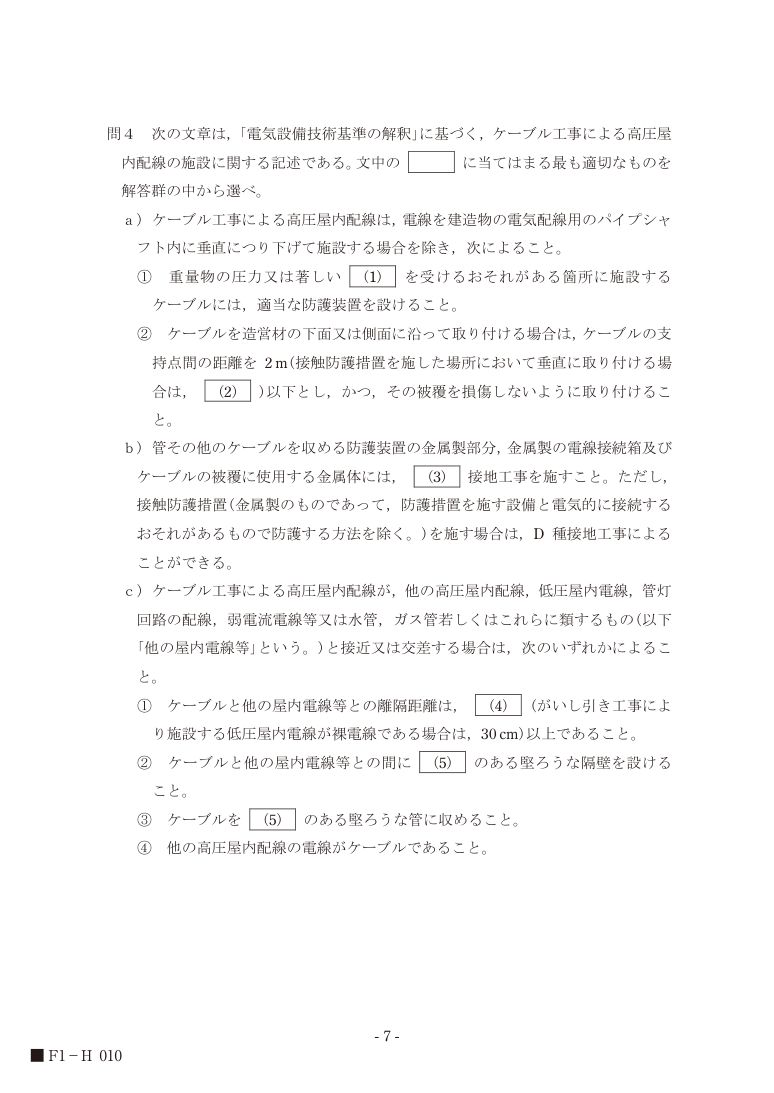 問４　次の文章は，「電気設備技術基準の解釈」に基づく，ケーブル工事による高圧屋
内配線の施設に関する記述である。文中の　　　に当てはまる最も適切なものを
解答群の中から選べ。
ａ）ケーブル工事による高圧屋内配線は，電線を建造物の電気配線用のパイプシャ
フト内に垂直につり下げて施設する場合を除き，次によること。
①　重量物の圧力又は著しい (1) を受けるおそれがある箇所に施設する
ケーブルには，適当な防護装置を設けること。
②　ケーブルを造営材の下面又は側面に沿って取り付ける場合は，ケーブルの支
持点間の距離を 2 m（接触防護措置を施した場所において垂直に取り付ける場
合は， (2) ）以下とし，かつ，その被覆を損傷しないように取り付けるこ
と。
ｂ）管その他のケーブルを収める防護装置の金属製部分，金属製の電線接続箱及び
ケーブルの被覆に使用する金属体には， (3) 接地工事を施すこと。ただし，
接触防護措置（金属製のものであって，防護措置を施す設備と電気的に接続する
おそれがあるもので防護する方法を除く。）を施す場合は，D 種接地工事による
ことができる。
ｃ）ケーブル工事による高圧屋内配線が，他の高圧屋内配線，低圧屋内電線，管灯
回路の配線，弱電流電線等又は水管，ガス管若しくはこれらに類するもの（以下
「他の屋内電線等」という。）と接近又は交差する場合は，次のいずれかによるこ
と。
①　ケーブルと他の屋内電線等との離隔距離は， (4) （がいし引き工事によ
り施設する低圧屋内電線が裸電線である場合は，30 cm）以上であること。
②　ケーブルと他の屋内電線等との間に (5) のある堅ろうな隔壁を設ける
こと。
③　ケーブルを (5) のある堅ろうな管に収めること。
④　他の高圧屋内配線の電線がケーブルであること。
- 7 -
■F1－H 010